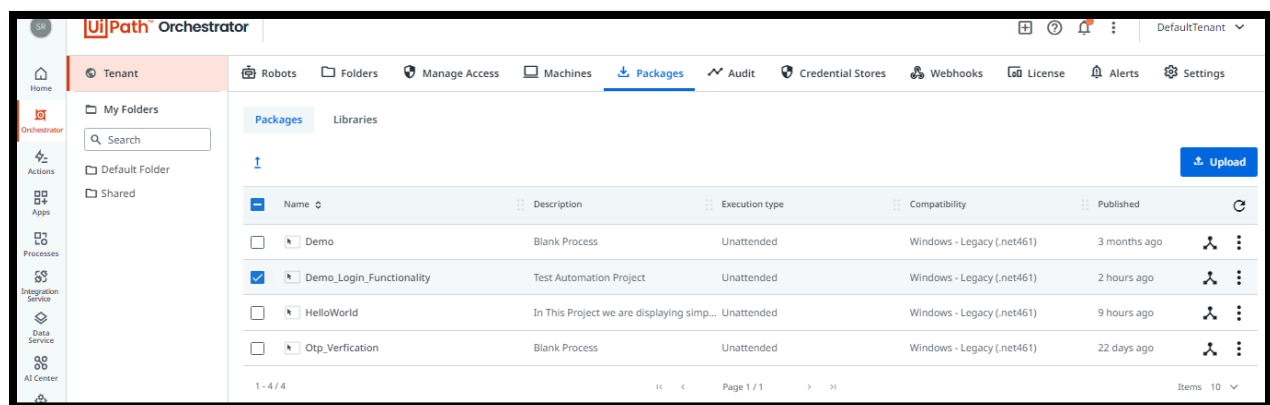 SR
UiPath™ Orchestrator
DefaultTenant
Home
Orchestrator
Actions
Apps
Processes
Integration
Service
Data
Service
AI Center
Tenant
My Folders
Search
Default Folder
Shared
Robots Folders Manage Access Machines Packages Audit Credential Stores Webhooks License Alerts Settings
Packages Libraries
Upload
Name Description Execution type Compatibility Published
Demo Blank Process Unattended Windows - Legacy (.net461) 3 months ago
Demo_Login_Functionality Test Automation Project Unattended Windows - Legacy (.net461) 2 hours ago
HelloWorld In This Project we are displaying simp... Unattended Windows - Legacy (.net461) 9 hours ago
Otp_Verfication Blank Process Unattended Windows - Legacy (.net461) 22 days ago
1 - 4 / 4 Page 1 / 1 Items 10